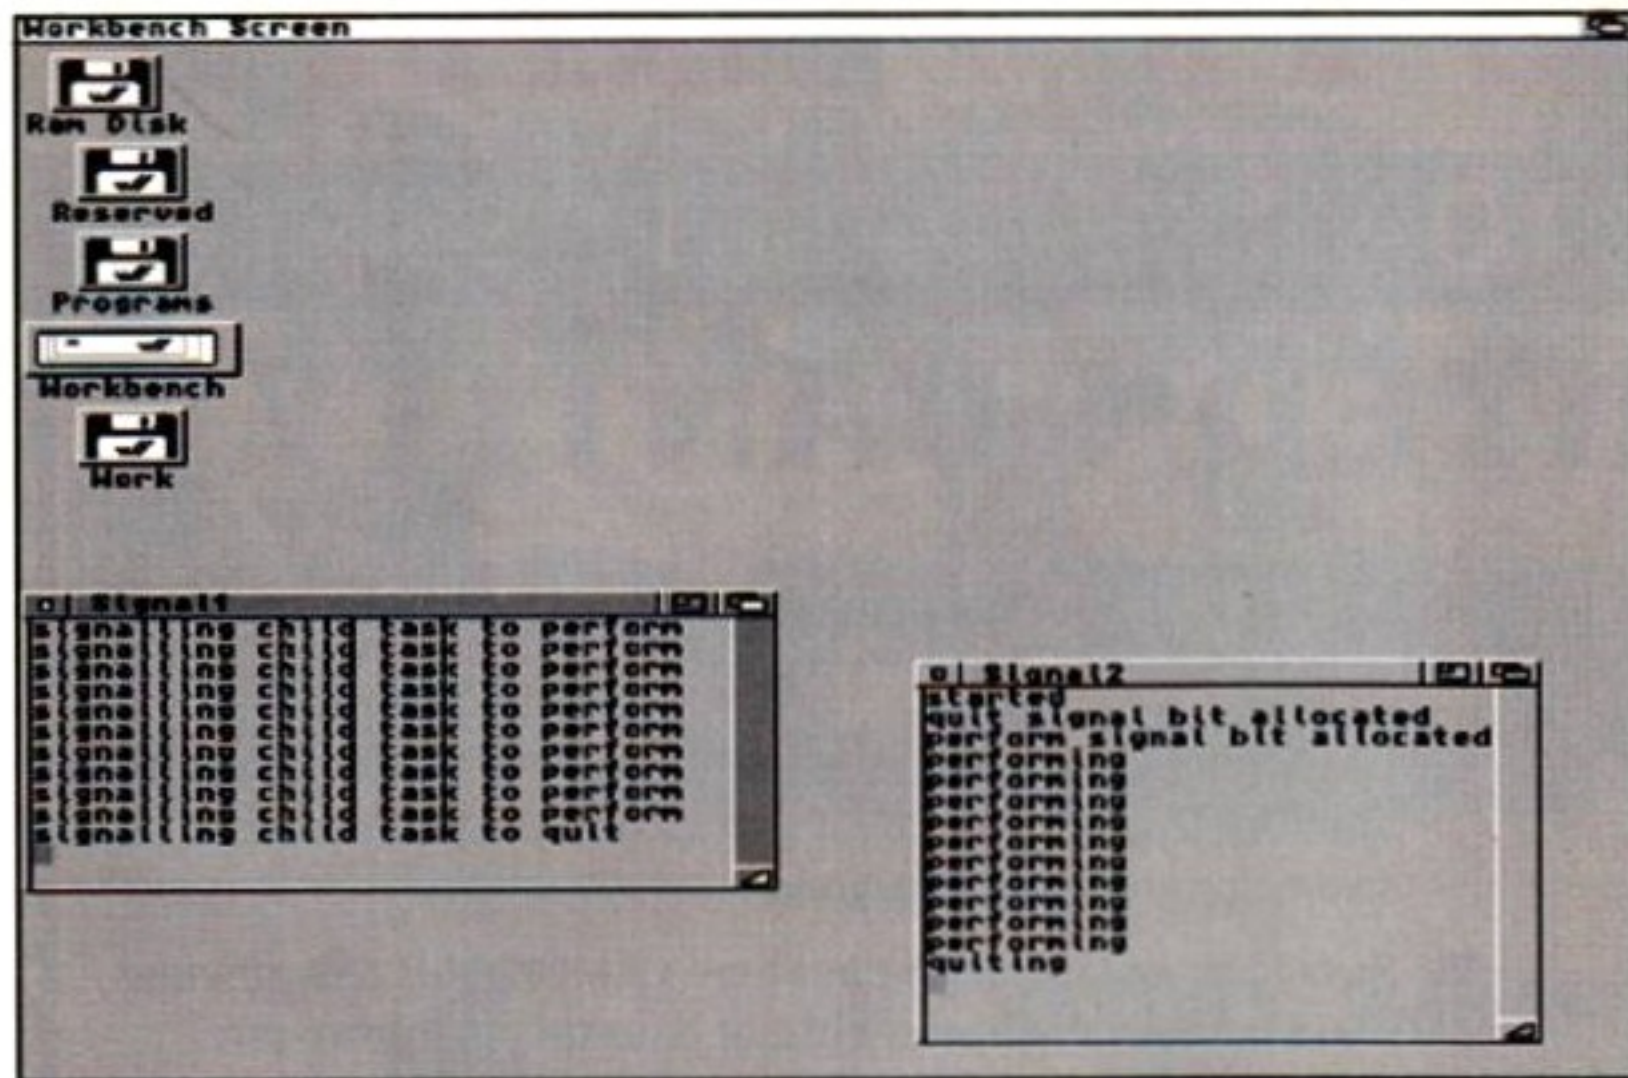 Workbench Screen
Ram Disk
Reserved
Programs
Workbench
Work
Signal1
signalling child task to perform
signalling child task to perform
signalling child task to perform
signalling child task to perform
signalling child task to perform
signalling child task to perform
signalling child task to perform
signalling child task to perform
signalling child task to perform
signalling child task to perform
signalling child task to quit
Signal2
started
quit signal bit allocated
perform signal bit allocated
performing
performing
performing
performing
performing
performing
performing
performing
performing
performing
quiting